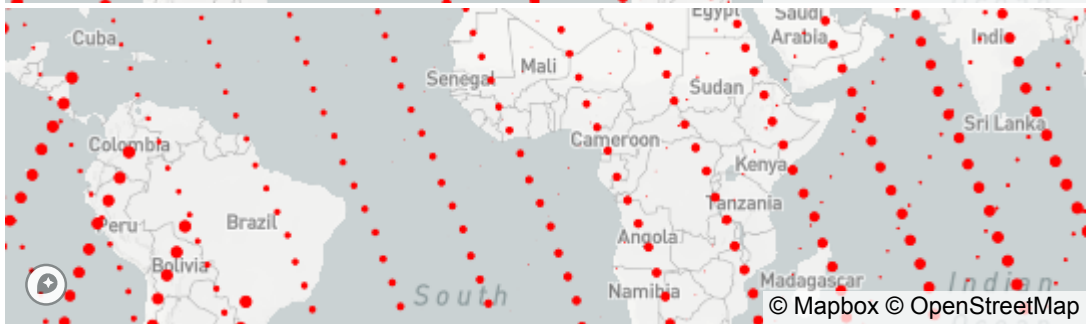 Egypt
Saudi
Arabia
India
Cuba
Mali
Senegal
Sudan
Sri Lanka
Colombia
Cameroon
Kenya
Tanzania
Peru
Brazil
Angola
Bolivia
Madagascar
South
Namibia
Indian
© Mapbox © OpenStreetMap